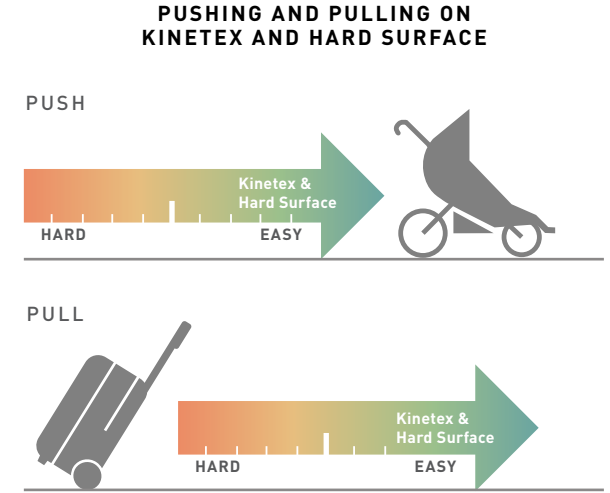 PUSHING AND PULLING ON
KINETEX AND HARD SURFACE
PUSH
Kinetex &
Hard Surface
HARD EASY
PULL
Kinetex &
Hard Surface
HARD EASY